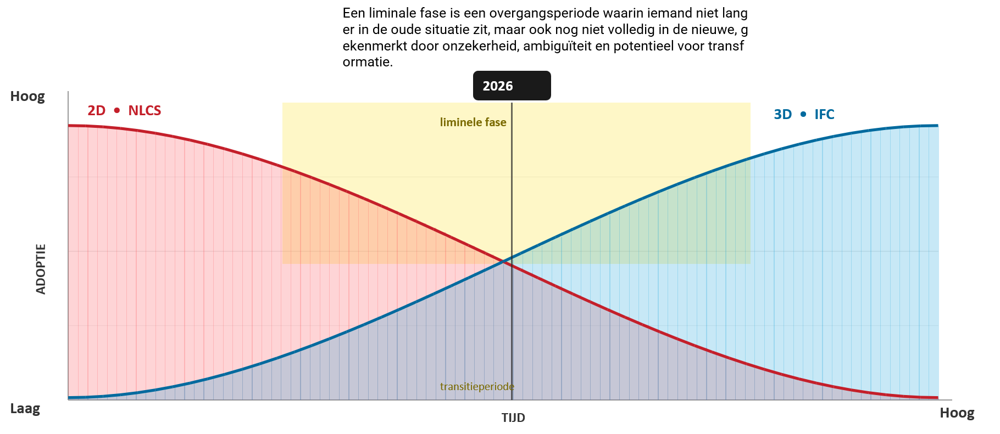 Een liminale fase is een overgangsperiode waarin iemand niet lang
er in de oude situatie zit, maar ook nog niet volledig in de nieuwe, g
ekenmerkt door onzekerheid, ambiguïteit en potentieel voor transf
ormatie.
2026
Hoog
2D • NLCS
3D • IFC
liminele fase
ADOPTIE
transitieperiode
Laag
TIJD
Hoog